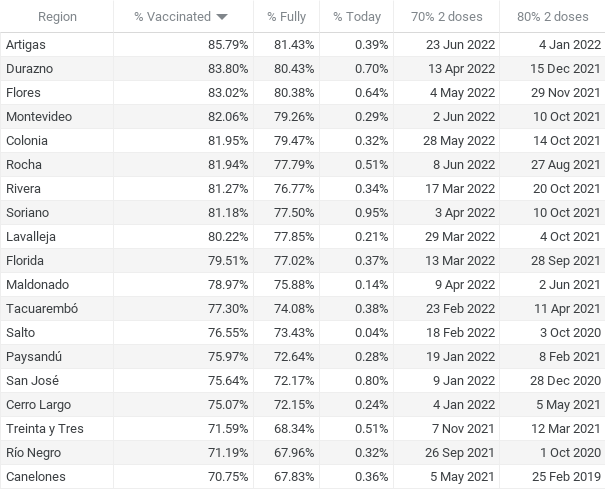 Region % Vaccinated % Fully % Today 70% 2 doses 80% 2 doses
Artigas 85.79% 81.43% 0.39% 23 Jun 2022 4 Jan 2022
Durazno 83.80% 80.43% 0.70% 13 Apr 2022 15 Dec 2021
Flores 83.02% 80.38% 0.64% 4 May 2022 29 Nov 2021
Montevideo 82.06% 79.26% 0.29% 2 Jun 2022 10 Oct 2021
Colonia 81.95% 79.47% 0.32% 28 May 2022 14 Oct 2021
Rocha 81.94% 77.79% 0.51% 8 Jun 2022 27 Aug 2021
Rivera 81.27% 76.77% 0.34% 17 Mar 2022 20 Oct 2021
Soriano 81.18% 77.50% 0.95% 3 Apr 2022 10 Oct 2021
Lavalleja 80.22% 77.85% 0.21% 29 Mar 2022 4 Oct 2021
Florida 79.51% 77.02% 0.37% 13 Mar 2022 28 Sep 2021
Maldonado 78.97% 75.88% 0.14% 9 Apr 2022 2 Jun 2021
Tacuarembó 77.30% 74.08% 0.38% 23 Feb 2022 11 Apr 2021
Salto 76.55% 73.43% 0.04% 18 Feb 2022 3 Oct 2020
Paysandú 75.97% 72.64% 0.28% 19 Jan 2022 8 Feb 2021
San José 75.64% 72.17% 0.80% 9 Jan 2022 28 Dec 2020
Cerro Largo 75.07% 72.15% 0.24% 4 Jan 2022 5 May 2021
Treinta y Tres 71.59% 68.34% 0.51% 7 Nov 2021 12 Mar 2021
Río Negro 71.19% 67.96% 0.32% 26 Sep 2021 1 Oct 2020
Canelones 70.75% 67.83% 0.36% 5 May 2021 25 Feb 2019